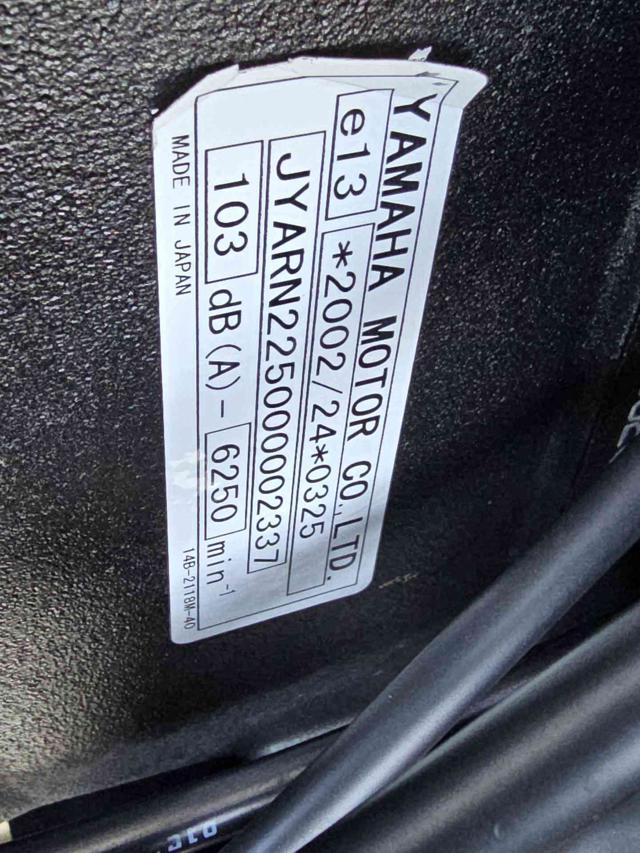 YAMAHA MOTOR CO.,LTD.
e13 *2002/24*0325
JYARN225000002337
103 dB(A)- 6250 min⁻¹
MADE IN JAPAN 14B-2118M-40